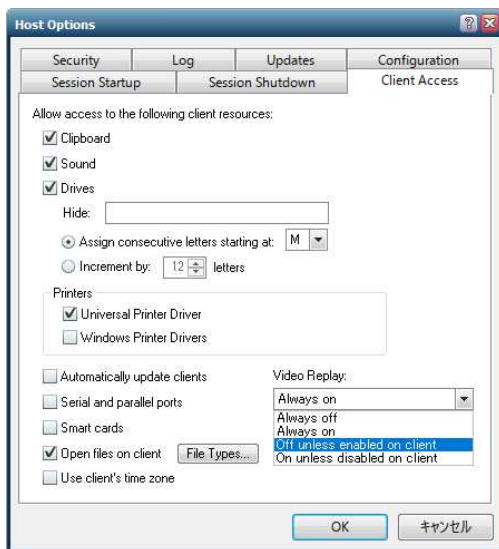 Host Options
Security Log Updates Configuration
Session Startup Session Shutdown Client Access
Allow access to the following client resources:
Clipboard
Sound
Drives
Hide:
Assign consecutive letters starting at: M
Increment by: 12 letters
Printers
Universal Printer Driver
Windows Printer Drivers
Automatically update clients
Serial and parallel ports
Smart cards
Open files on client File Types...
Use client's time zone
Video Replay:
Always on
Always off
Always on
Off unless enabled on client
On unless disabled on client
OK キャンセル